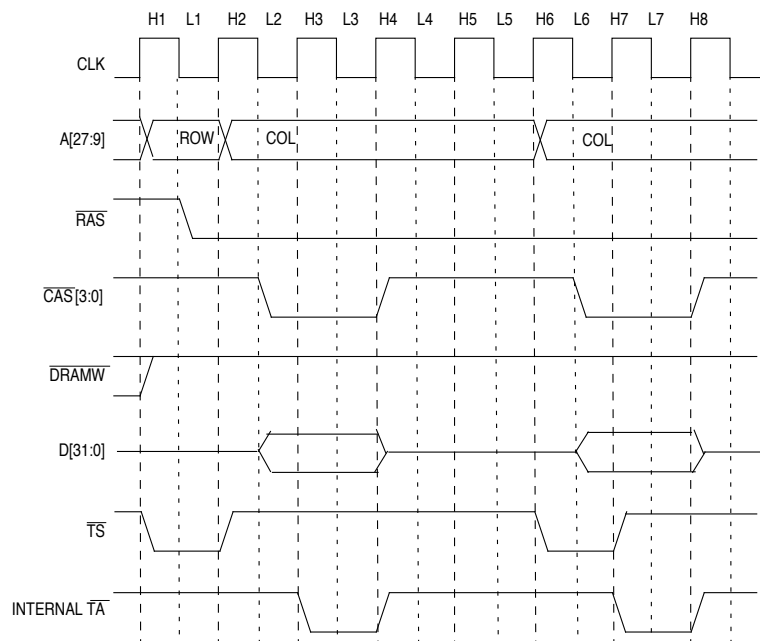 H1 L1 H2 L2 H3 L3 H4 L4 H5 L5 H6 L6 H7 L7 H8
CLK
A[27:9] ROW COL COL
RAS
CAS[3:0]
DRAMW
D[31:0]
TS
INTERNAL TA